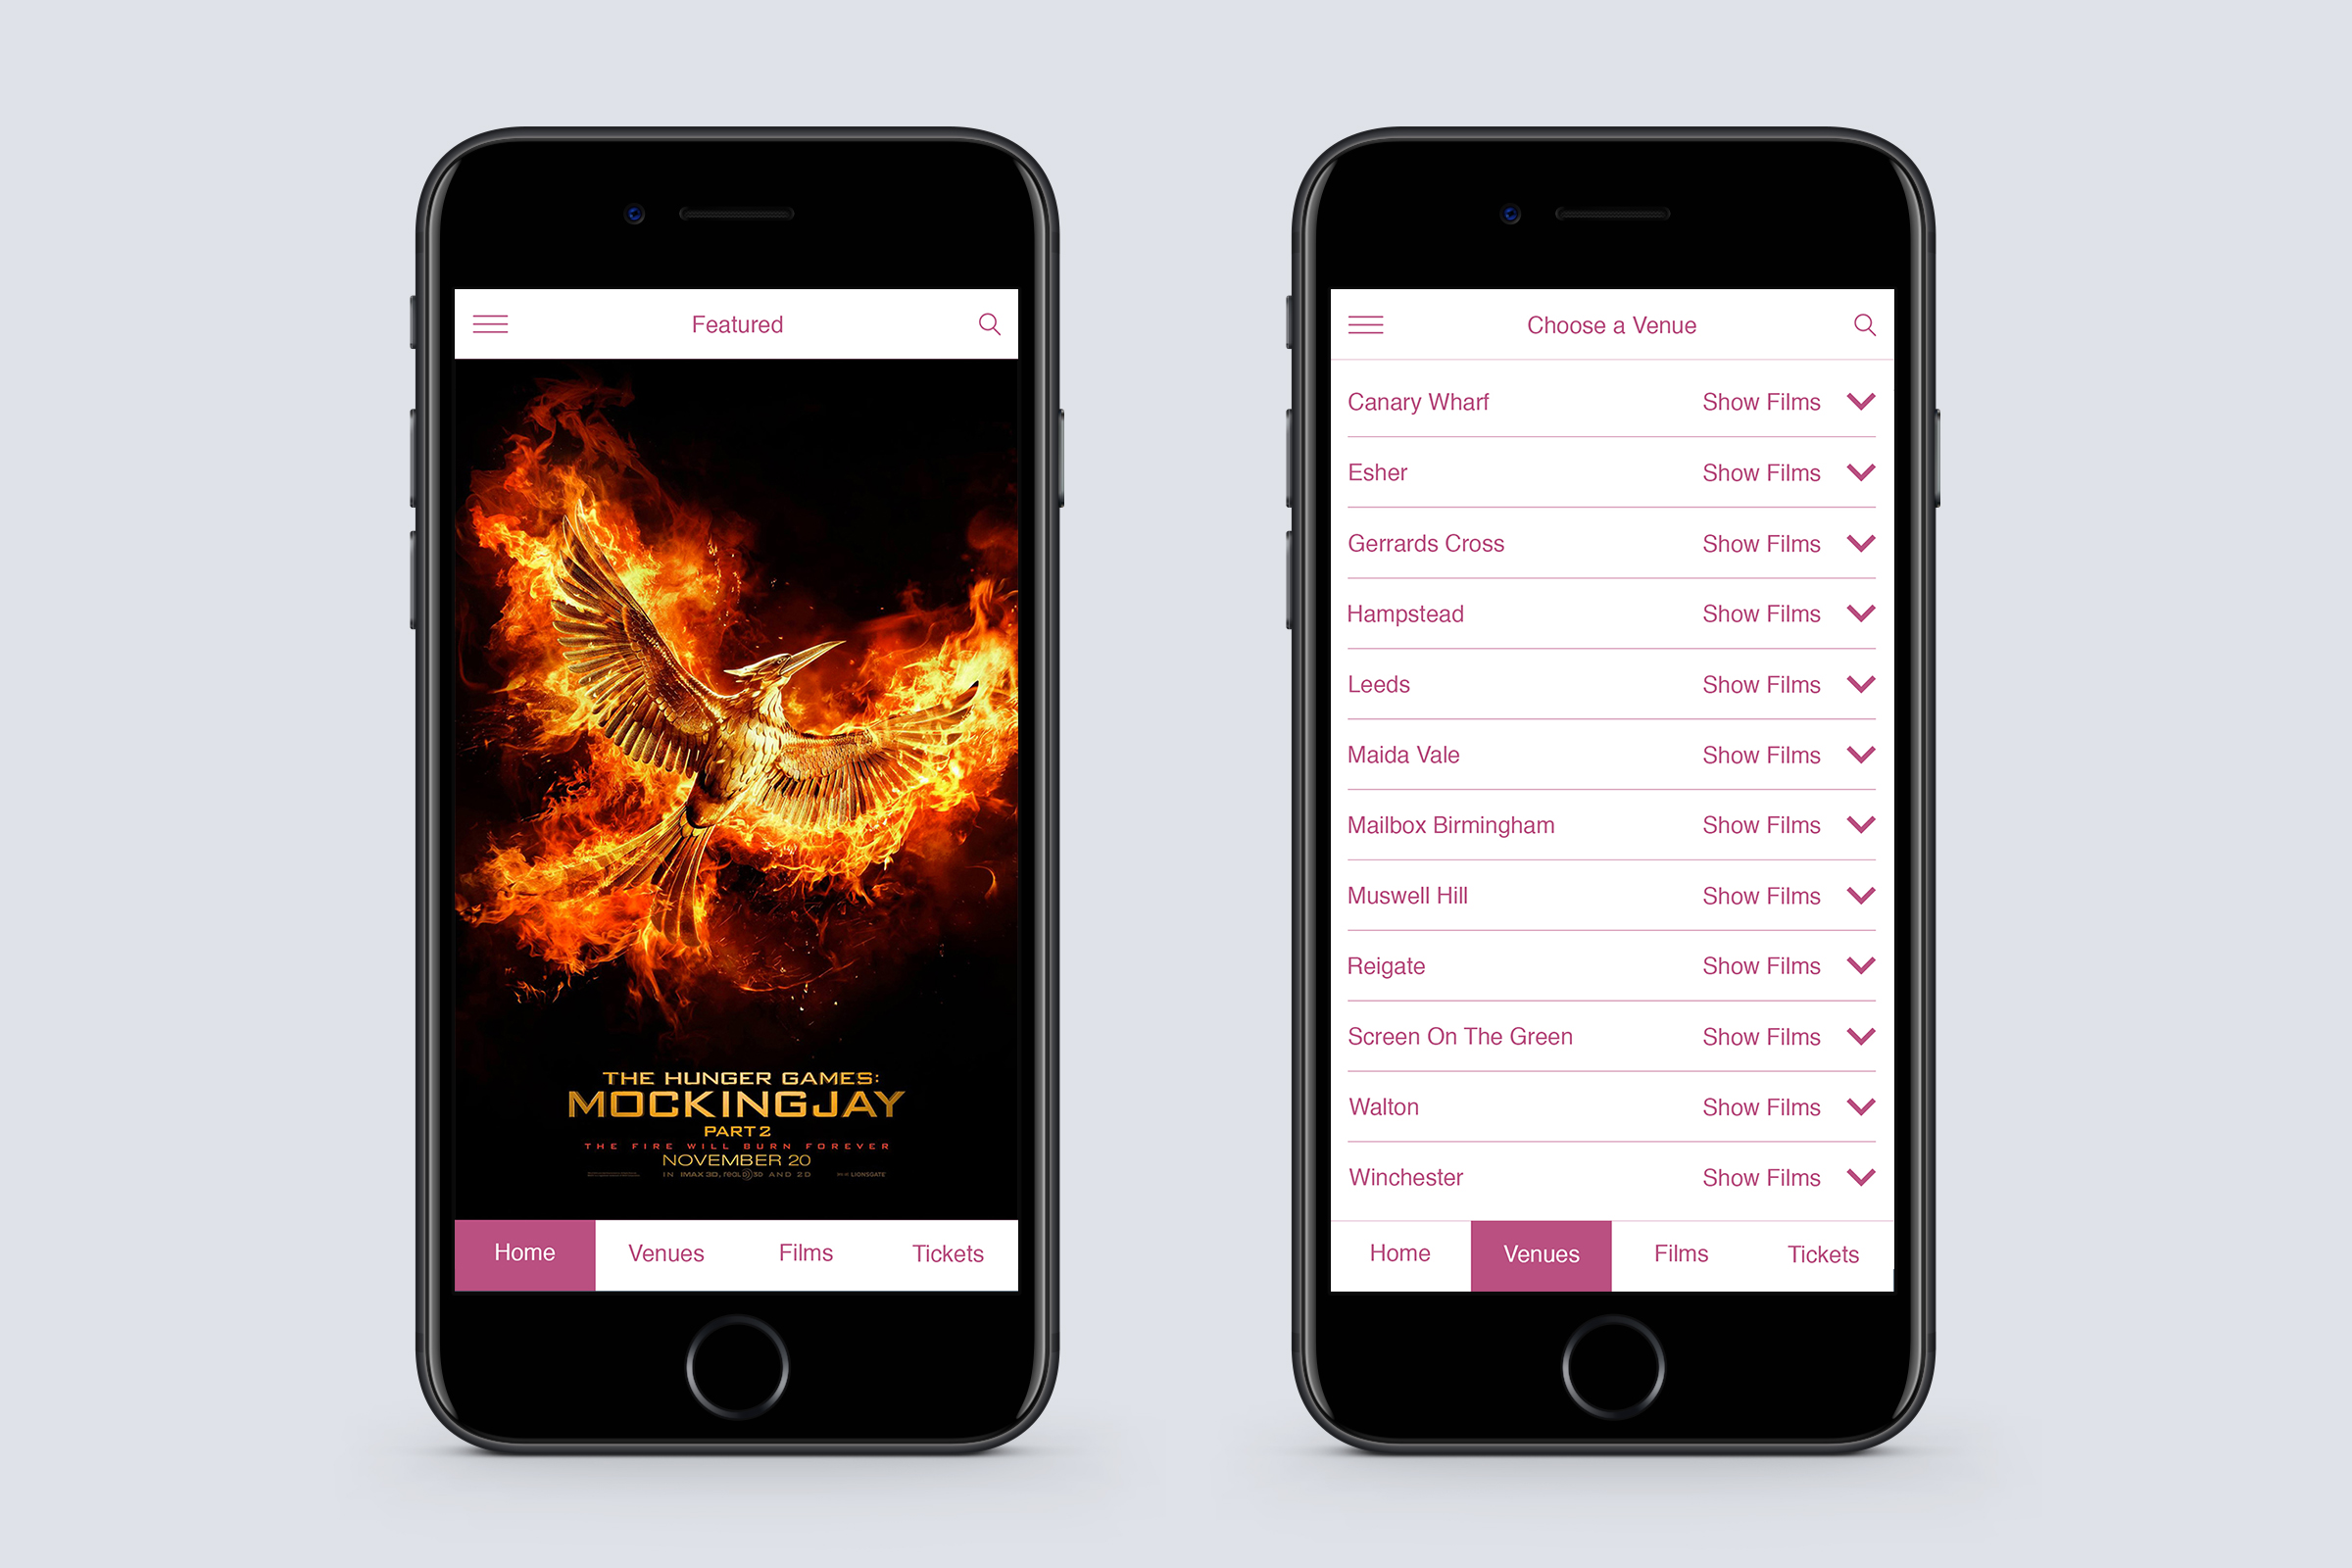 Featured
THE HUNGER GAMES:
MOCKINGJAY
PART 2
THE FIRE WILL BURN FOREVER
NOVEMBER 20
IN IMAX 3D, REAL D 3D AND 2D
LIONSGATE
Home Venues Films Tickets
Choose a Venue
Canary Wharf Show Films
Esher Show Films
Gerrards Cross Show Films
Hampstead Show Films
Leeds Show Films
Maida Vale Show Films
Mailbox Birmingham Show Films
Muswell Hill Show Films
Reigate Show Films
Screen On The Green Show Films
Walton Show Films
Winchester Show Films
Home Venues Films Tickets